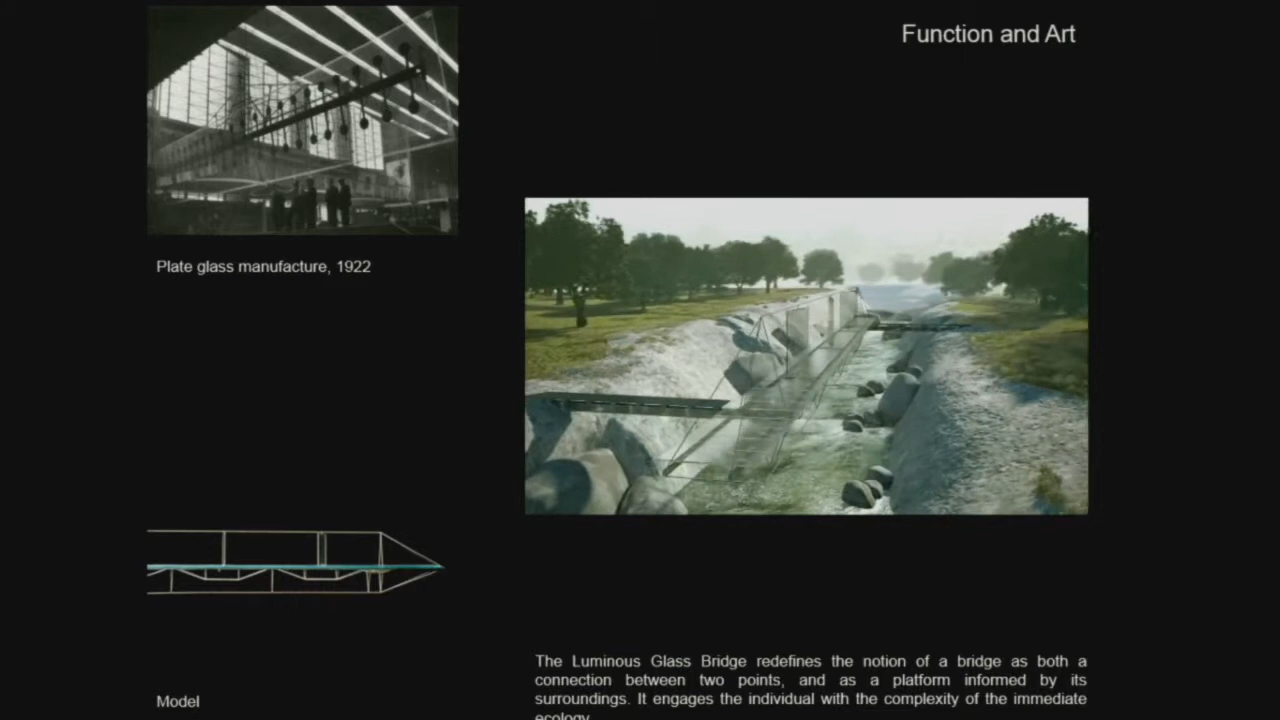 Function and Art
Plate glass manufacture, 1922
The Luminous Glass Bridge redefines the notion of a bridge as both a
connection between two points, and as a platform informed by its
surroundings. It engages the individual with the complexity of the immediate
ecology.
Model